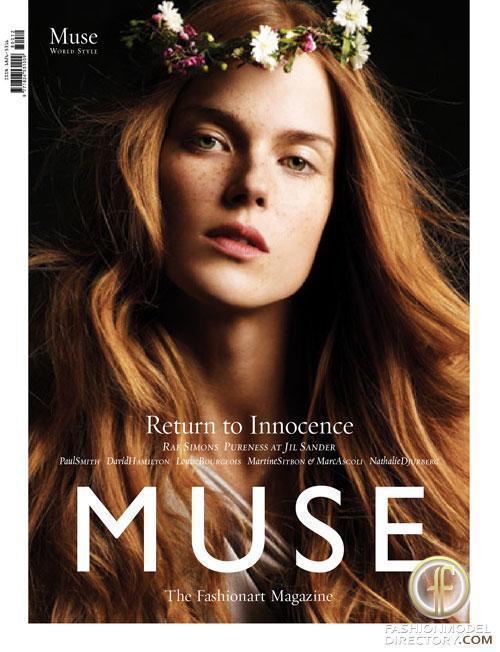 Muse
WORLD STYLE
Return to Innocence
RAF SIMONS PURENESS AT JIL SANDER
PAULSMITH DAVIDHAMILTON LOUISEBOURGEOIS MARTINESITBON & MARCASCOLI NATHALIEDJURBERG
MUSE
The Fashionart Magazine
f
FASHIONMODEL
DIRECTORY.COM